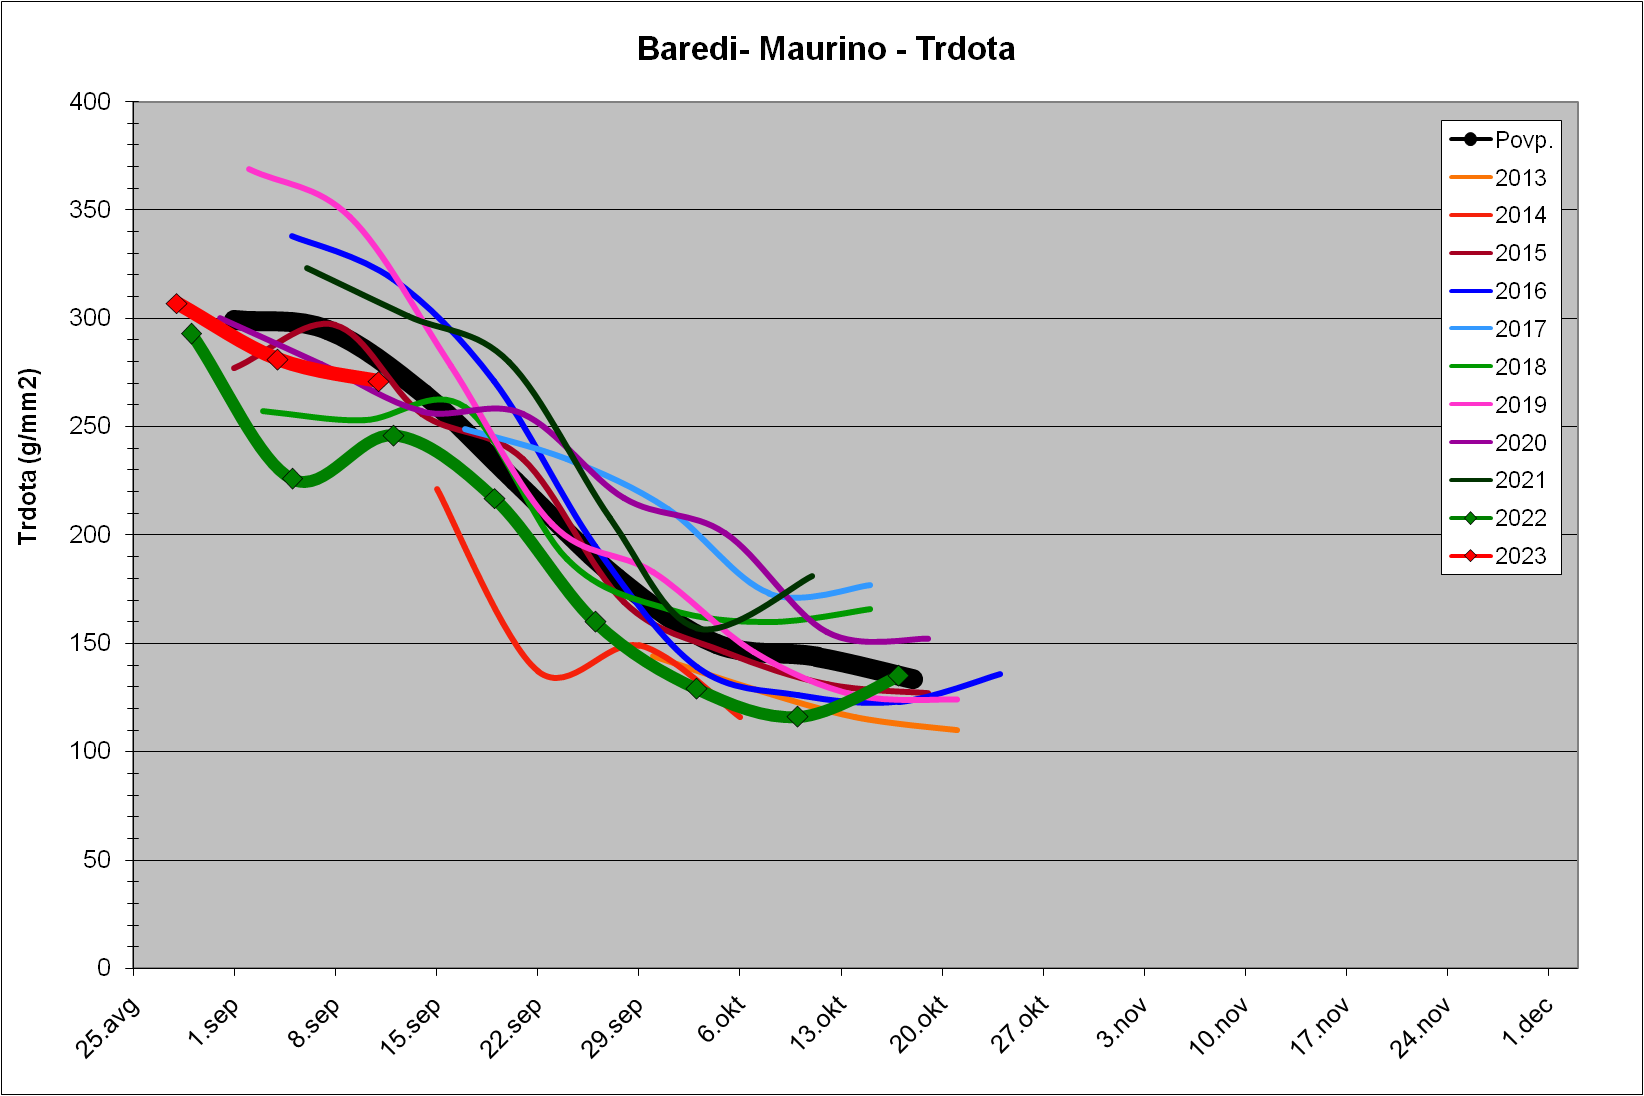 Baredi- Maurino - Trdota
Trdota (g/mm2)
400
350
300
250
200
150
100
50
0
25.avg
1.sep
8.sep
15.sep
22.sep
29.sep
6.okt
13.okt
20.okt
27.okt
3.nov
10.nov
17.nov
24.nov
1.dec
Povp.
2013
2014
2015
2016
2017
2018
2019
2020
2021
2022
2023